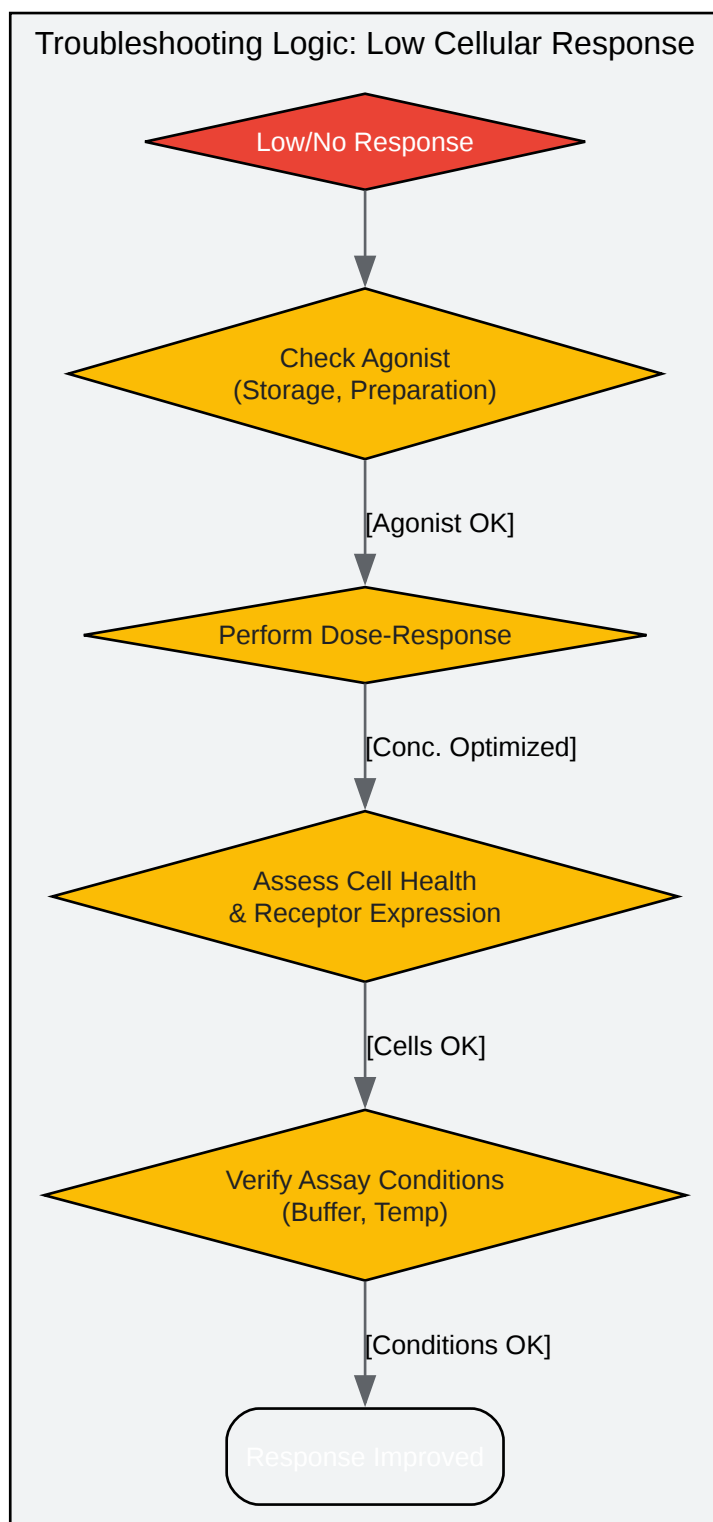 Troubleshooting Logic: Low Cellular Response
Low/No Response
Check Agonist
(Storage, Preparation)
[Agonist OK]
Perform Dose-Response
[Conc. Optimized]
Assess Cell Health
& Receptor Expression
[Cells OK]
Verify Assay Conditions
(Buffer, Temp)
[Conditions OK]
Response Improved